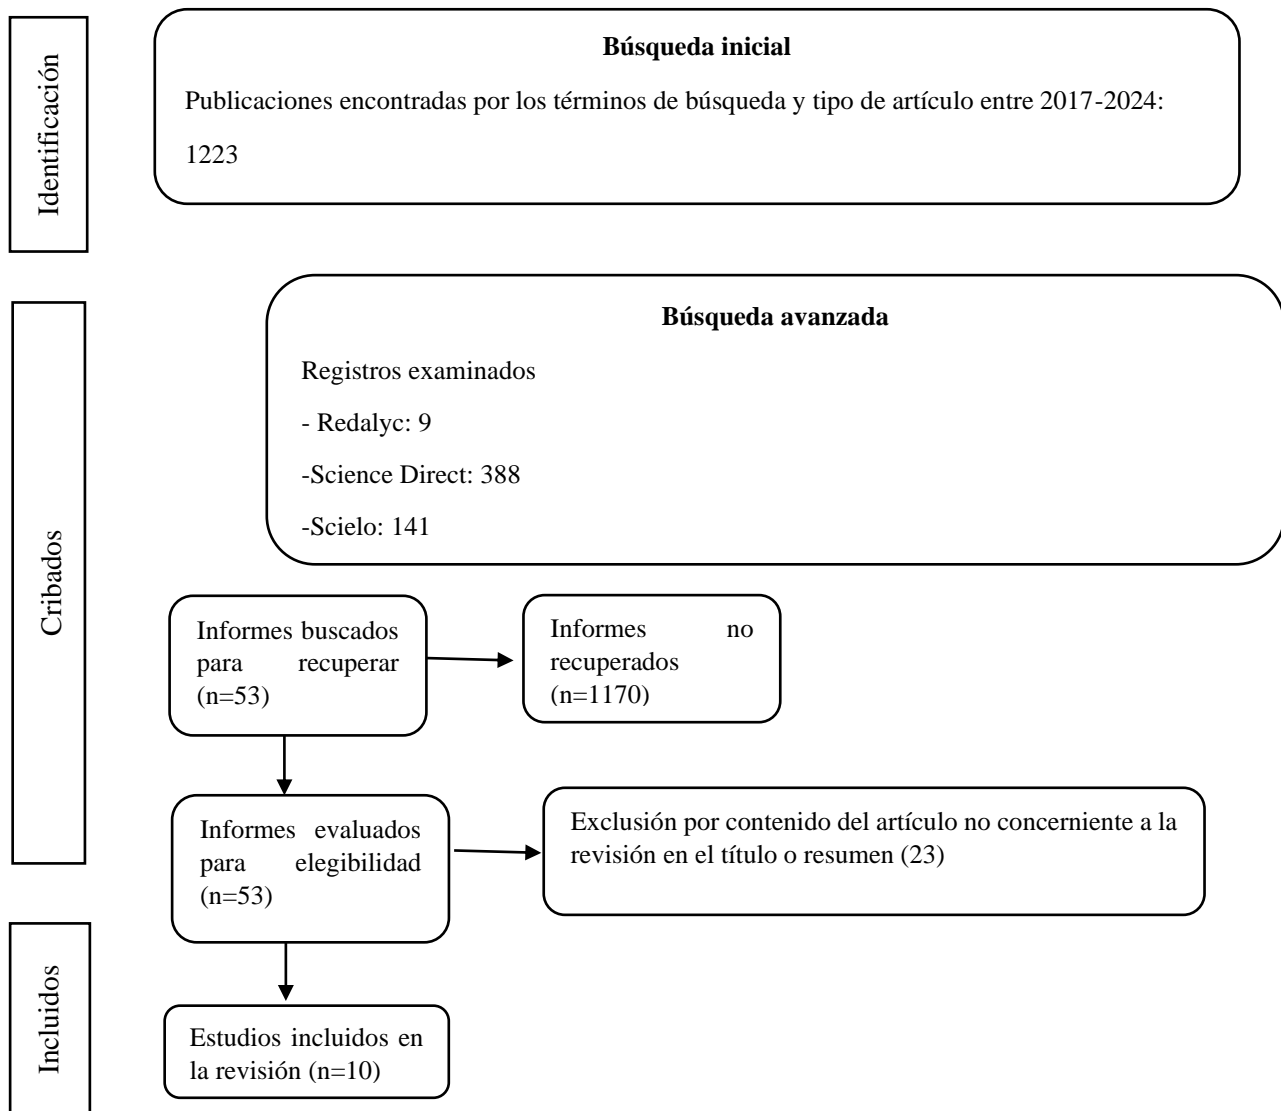 Identificación
Búsqueda inicial
Publicaciones encontradas por los términos de búsqueda y tipo de artículo entre 2017-2024:
1223
Cribados
Búsqueda avanzada
Registros examinados
- Redalyc: 9
-Science Direct: 388
-Scielo: 141
Informes buscados
para recuperar
(n=53)
Informes no
recuperados
(n=1170)
Informes evaluados
para elegibilidad
(n=53)
Exclusión por contenido del artículo no concerniente a la
revisión en el título o resumen (23)
Incluidos
Estudios incluidos en
la revisión (n=10)